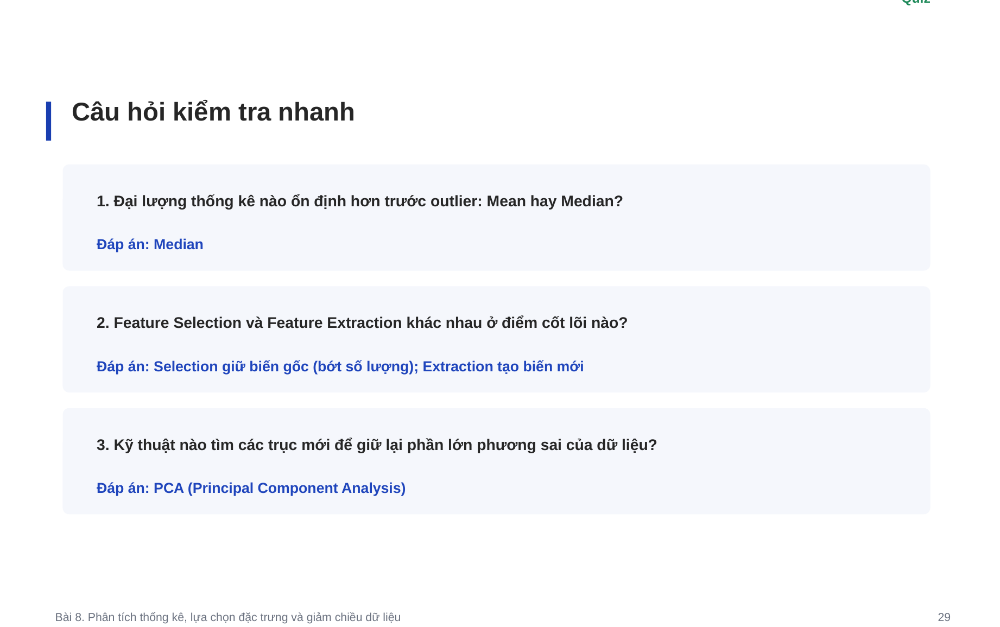 Quiz
Câu hỏi kiểm tra nhanh
1. Đại lượng thống kê nào ổn định hơn trước outlier: Mean hay Median?
Đáp án: Median
2. Feature Selection và Feature Extraction khác nhau ở điểm cốt lõi nào?
Đáp án: Selection giữ biến gốc (bớt số lượng); Extraction tạo biến mới
3. Kỹ thuật nào tìm các trục mới để giữ lại phần lớn phương sai của dữ liệu?
Đáp án: PCA (Principal Component Analysis)
Bài 8. Phân tích thống kê, lựa chọn đặc trưng và giảm chiều dữ liệu
29